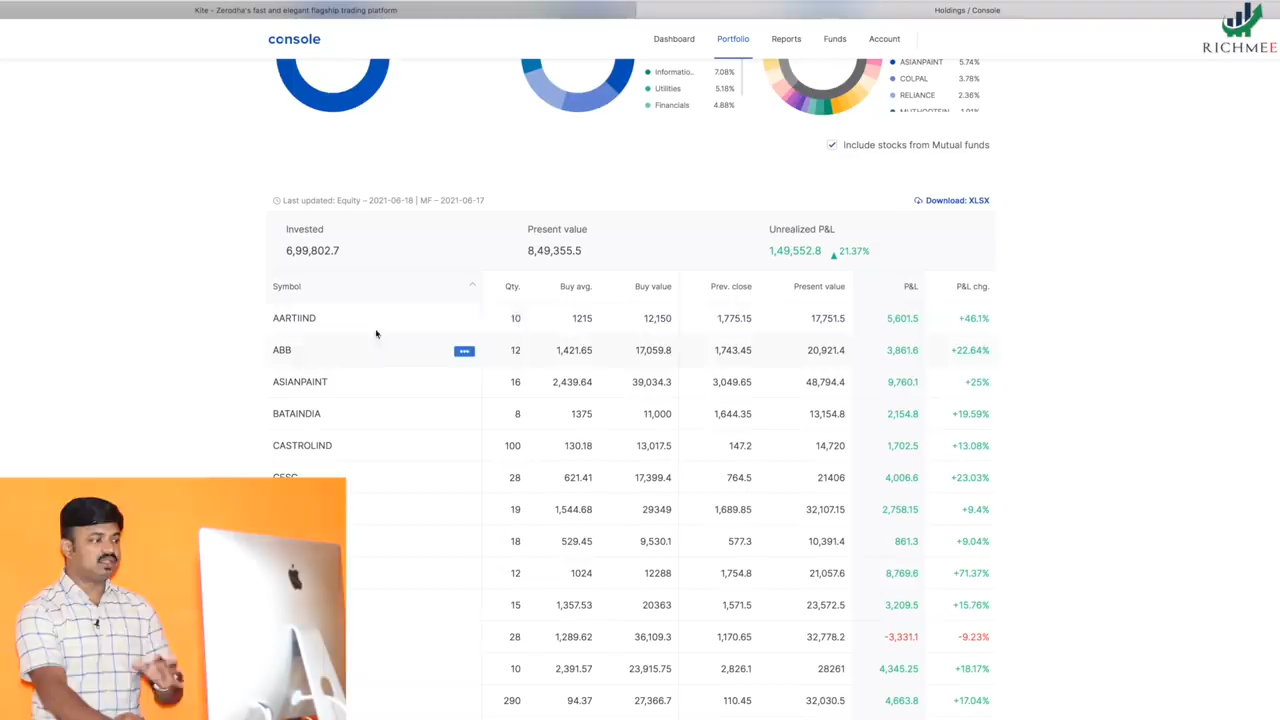 Kite - Zerodha's fast and elegant flagship trading platform
Holdings / Console
RICHMEE
console
Dashboard Portfolio Reports Funds Account
Informatio.. 7.08%
Utilities 5.18%
Financials 4.88%
ASIANPAINT 5.74%
COLPAL 3.78%
RELIANCE 2.36%
Include stocks from Mutual funds
Last updated: Equity – 2021-06-18 | MF – 2021-06-17
Download: XLSX
Invested Present value Unrealized P&L
6,99,802.7 8,49,355.5 1,49,552.8 21.37%
Symbol Qty. Buy avg. Buy value Prev. close Present value P&L P&L chg.
AARTIIND 10 1215 12,150 1,775.15 17,751.5 5,601.5 +46.1%
ABB 12 1,421.65 17,059.8 1,743.45 20,921.4 3,861.6 +22.64%
ASIANPAINT 16 2,439.64 39,034.3 3,049.65 48,794.4 9,760.1 +25%
BATAINDIA 8 1375 11,000 1,644.35 13,154.8 2,154.8 +19.59%
CASTROLIND 100 130.18 13,017.5 147.2 14,720 1,702.5 +13.08%
CESC 28 621.41 17,399.4 764.5 21406 4,006.6 +23.03%
19 1,544.68 29349 1,689.85 32,107.15 2,758.15 +9.4%
18 529.45 9,530.1 577.3 10,391.4 861.3 +9.04%
12 1024 12288 1,754.8 21,057.6 8,769.6 +71.37%
15 1,357.53 20363 1,571.5 23,572.5 3,209.5 +15.76%
28 1,289.62 36,109.3 1,170.65 32,778.2 -3,331.1 -9.23%
10 2,391.57 23,915.75 2,826.1 28261 4,345.25 +18.17%
290 94.37 27,366.7 110.45 32,030.5 4,663.8 +17.04%